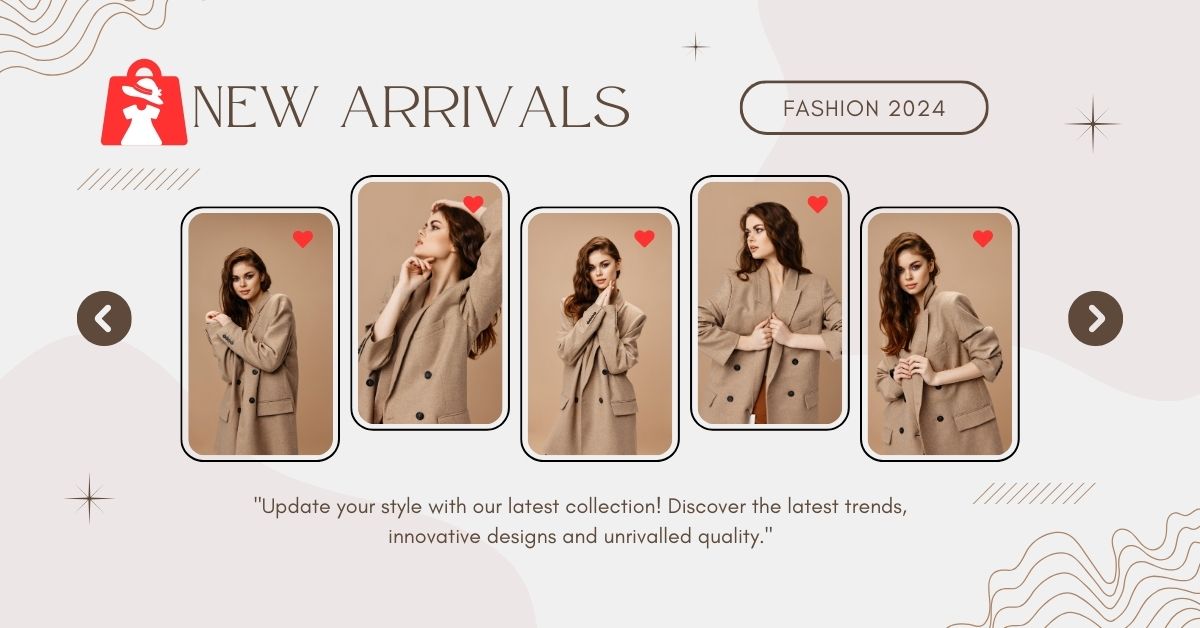 NEW ARRIVALS
FASHION 2024
"Update your style with our latest collection! Discover the latest trends,
innovative designs and unrivalled quality."